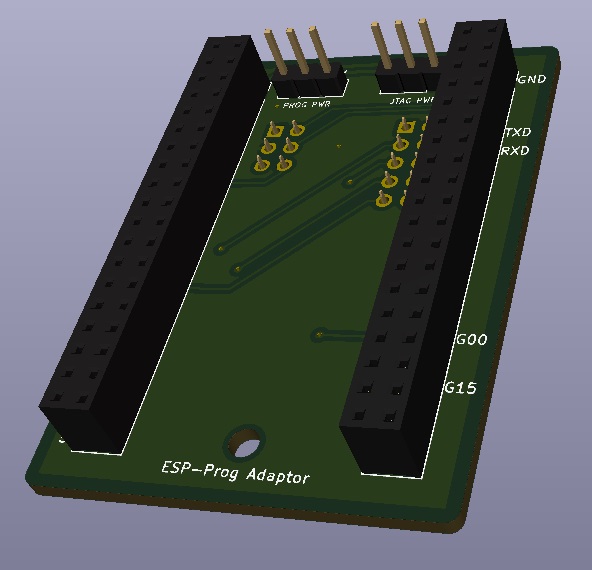 GND
PROG PWR
JTAG PWR
TXD
RXD
G00
G15
ESP-Prog Adaptor